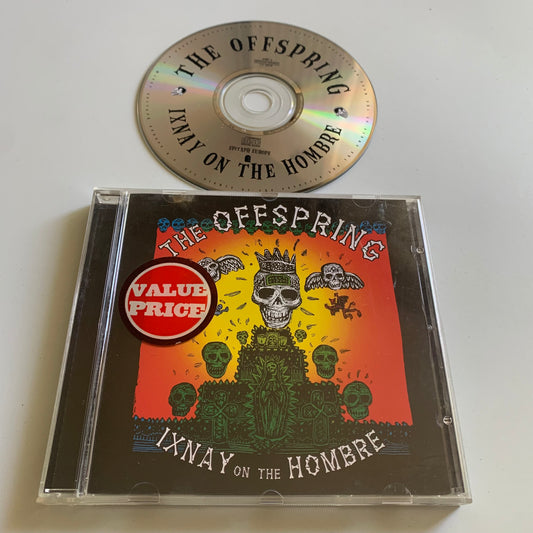 THE OFFSPRING
IXNAY ON THE HOMBRE
THE OFFSPRING
VALUE
PRICE
IXNAY ON THE HOMBRE